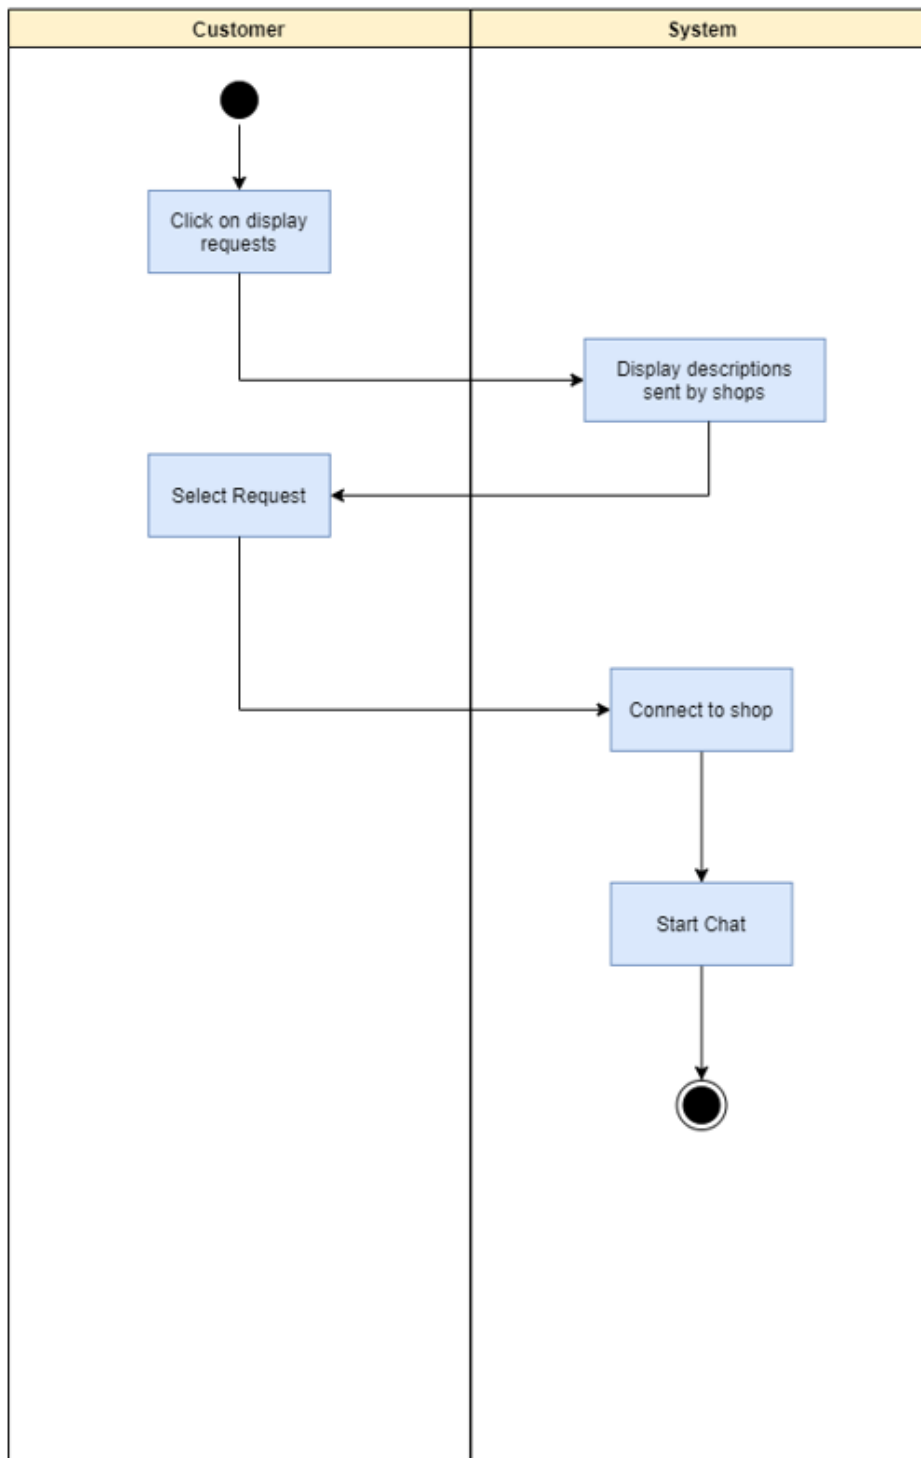 Customer
System
Click on display
requests
Display descriptions
sent by shops
Select Request
Connect to shop
Start Chat